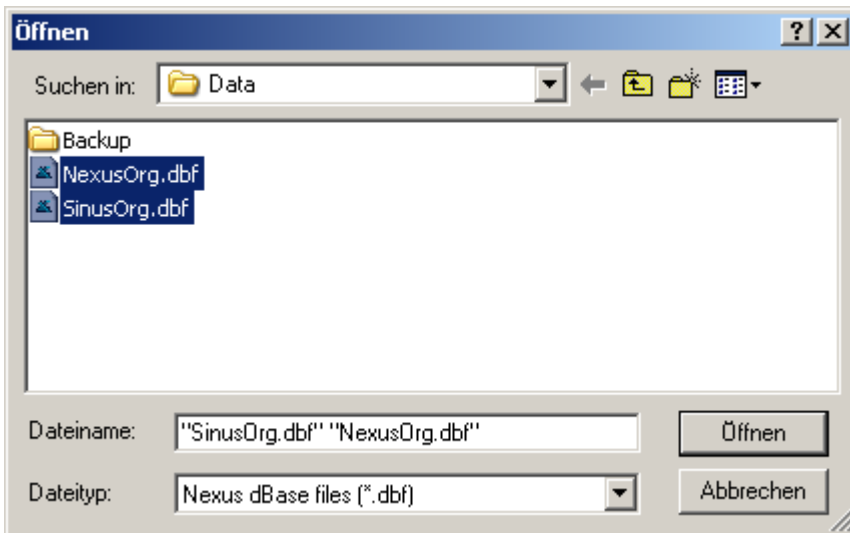 Öffnen
Suchen in: Data
Backup
NexusOrg.dbf
SinusOrg.dbf
Dateiname: "SinusOrg.dbf" "NexusOrg.dbf" Öffnen
Dateityp: Nexus dBase files (*.dbf) Abbrechen